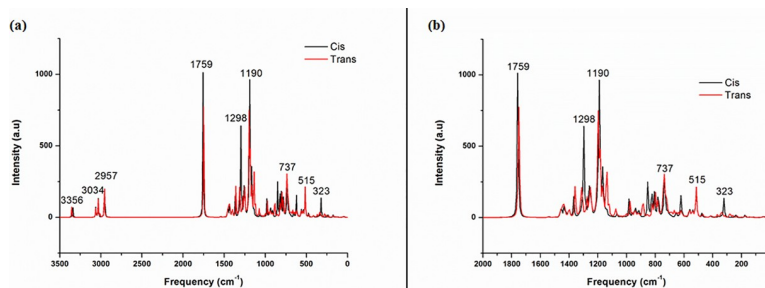 (a)
Cis
Trans
1759
1190
1298
737
2957
3034
3356
515
323
1000
500
0
Intensity (a.u)
3500 3000 2500 2000 1500 1000 500 0
Frequency (cm-1)
(b)
Cis
Trans
1759
1190
1298
737
515
323
1000
500
0
Intensity (a.u)
2000 1800 1600 1400 1200 1000 800 600 400 200 0
Frequency (cm-1)